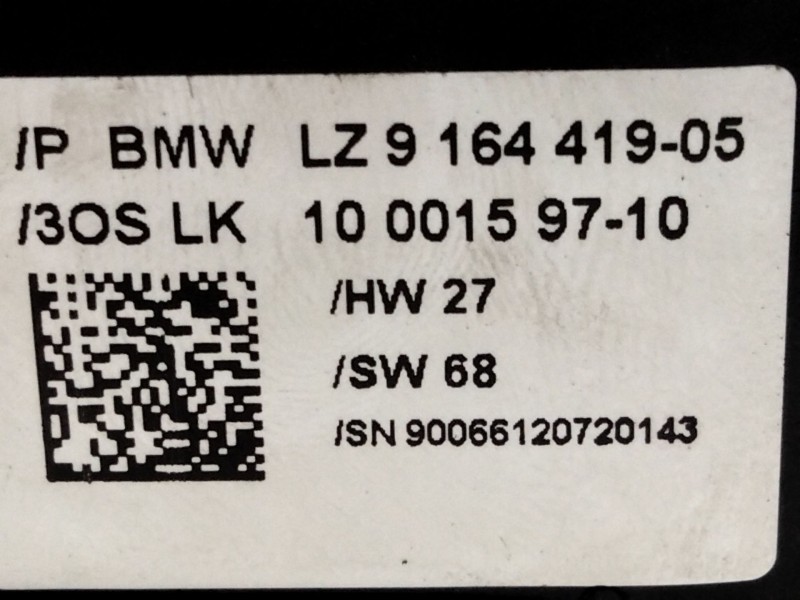 /P BMW LZ 9 164 419-05
/3OS LK 10 0015 97-10
/HW 27
/SW 68
/SN 90066120720143